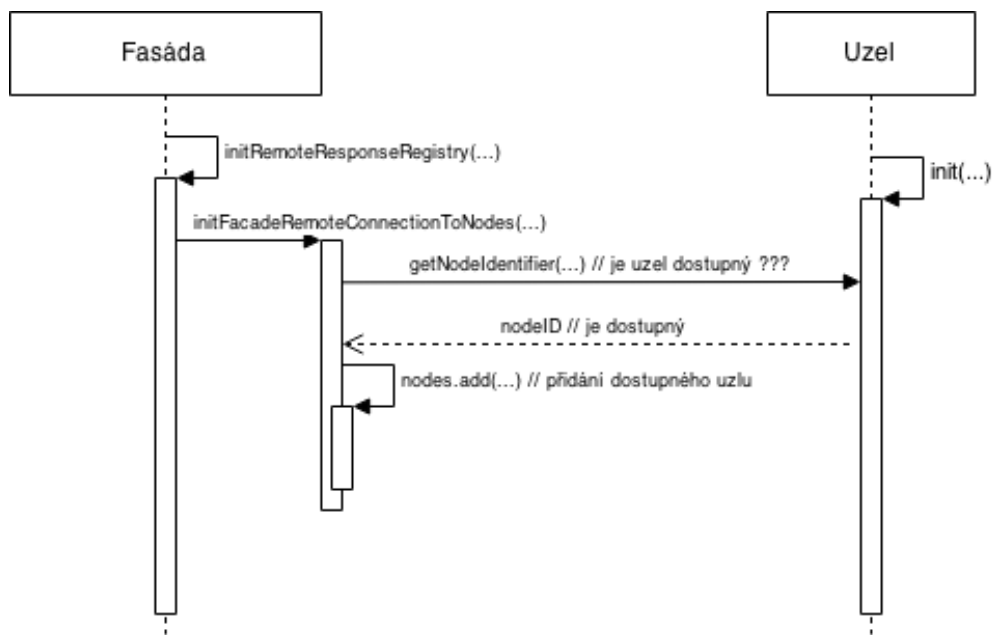 Fasáda
Uzel
initRemoteResponseRegistry(...)
init(...)
initFacadeRemoteConnectionToNodes(...)
getNodeIdentifier(...) // je uzel dostupný ???
nodeID // je dostupný
nodes.add(...) // přidání dostupného uzlu